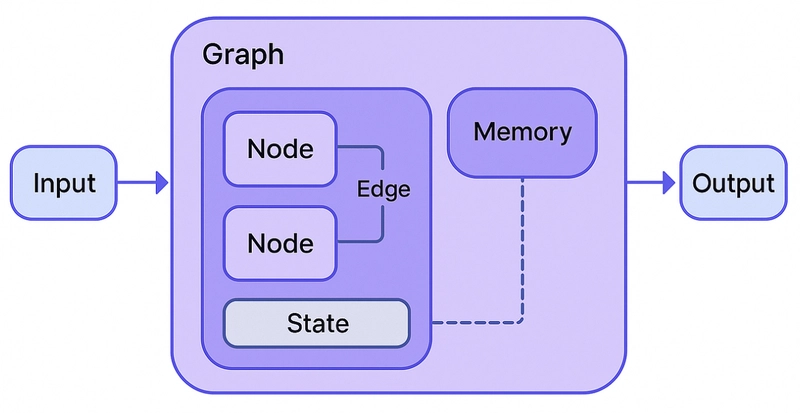 Graph
Input
Node
Edge
Node
State
Memory
Output